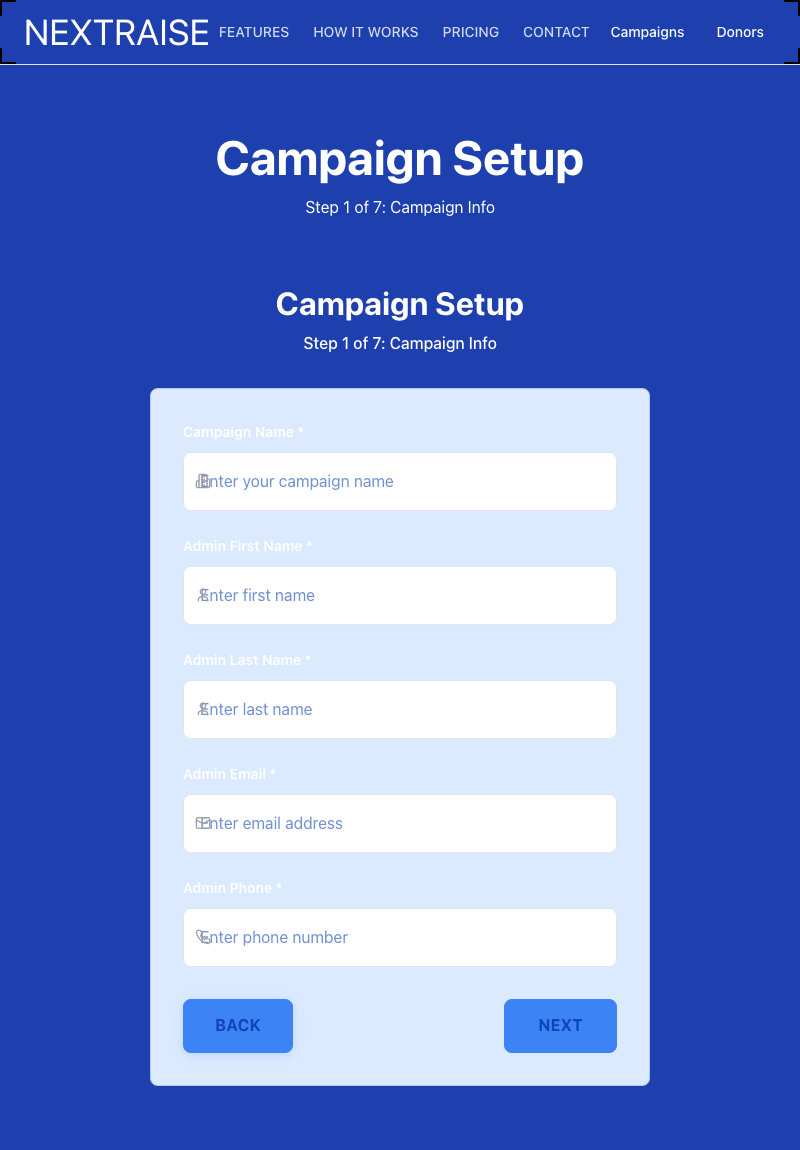 NEXTRAISE FEATURES HOW IT WORKS PRICING CONTACT Campaigns Donors
Campaign Setup
Step 1 of 7: Campaign Info
Campaign Setup
Step 1 of 7: Campaign Info
Campaign Name *
Enter your campaign name
Admin First Name *
Enter first name
Admin Last Name *
Enter last name
Admin Email *
Enter email address
Admin Phone *
Enter phone number
BACK NEXT